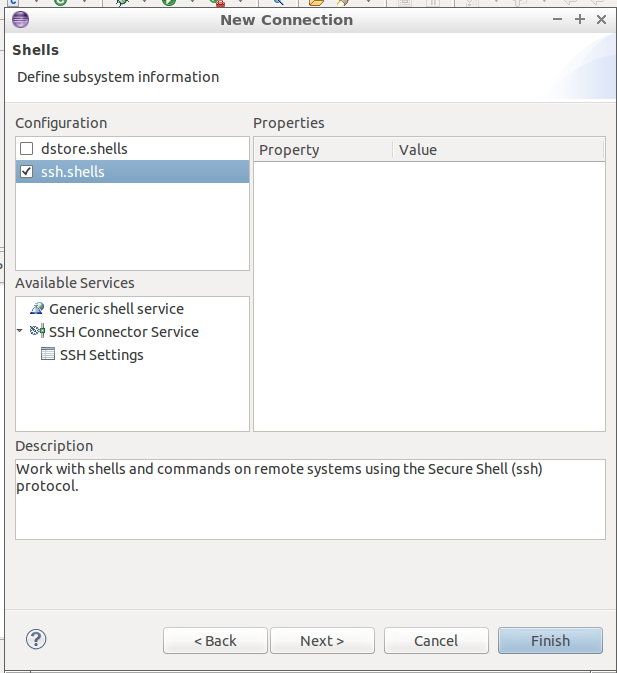 New Connection
Shells
Define subsystem information
Configuration
Properties
dstore.shells
ssh.shells
Property Value
Available Services
Generic shell service
SSH Connector Service
SSH Settings
Description
Work with shells and commands on remote systems using the Secure Shell (ssh)
protocol.
? < Back Next > Cancel Finish